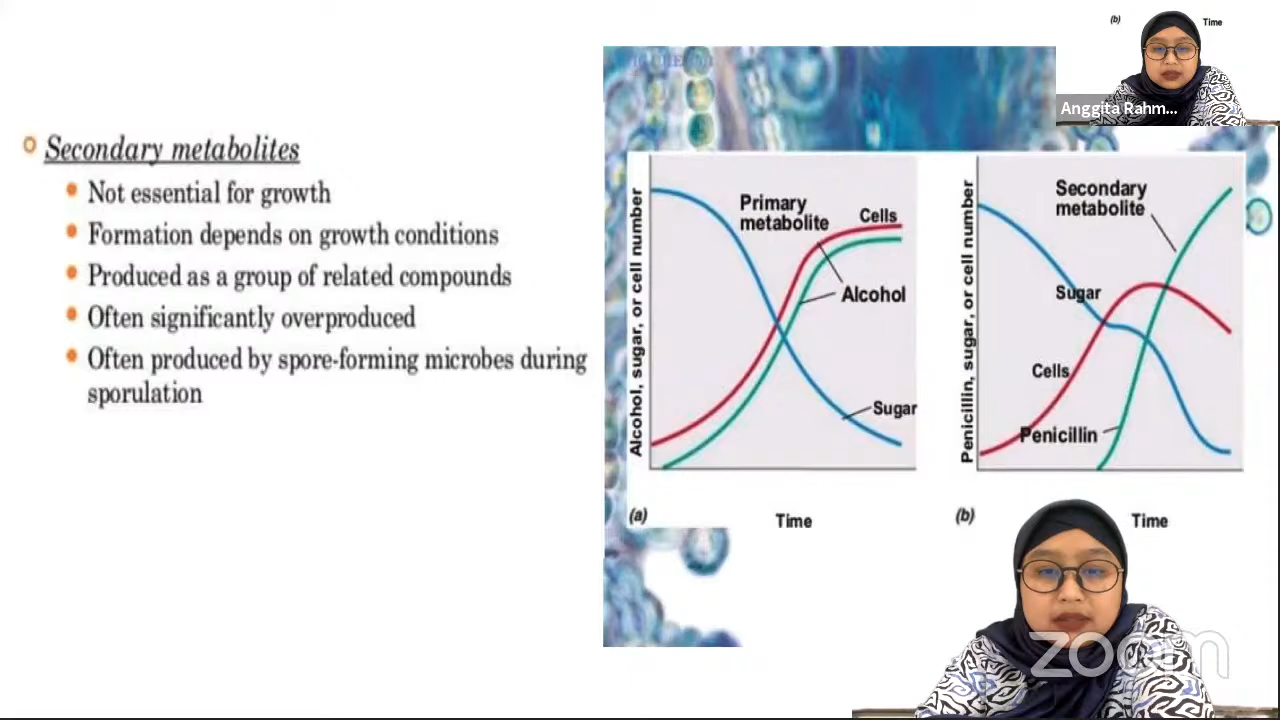 Secondary metabolites
Not essential for growth
Formation depends on growth conditions
Produced as a group of related compounds
Often significantly overproduced
Often produced by spore-forming microbes during
sporulation
Alcohol, sugar, or cell number
Primary
metabolite
Cells
Alcohol
Sugar
(a)
Time
Penicillin, sugar, or cell number
Secondary
metabolite
Sugar
Cells
Penicillin
(b)
Time
(b)
Time
Anggita Rahm...
zoom